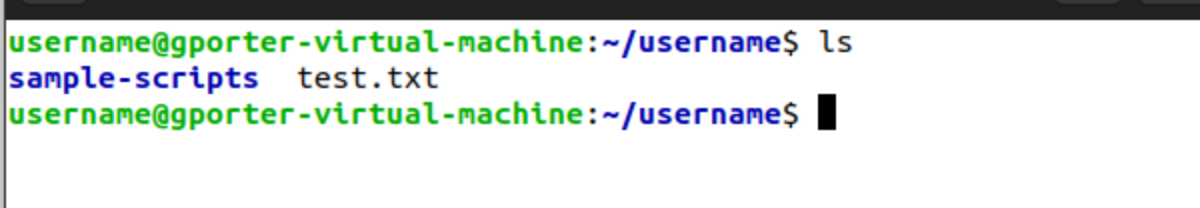 username@gporter-virtual-machine:~/username$ ls
sample-scripts  test.txt
username@gporter-virtual-machine:~/username$